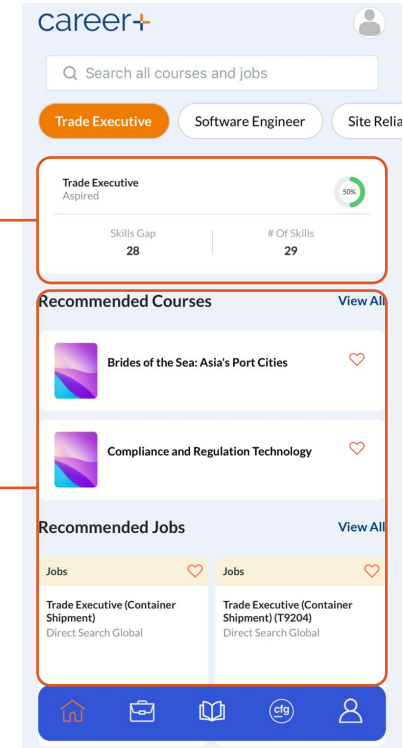 career+
Search all courses and jobs
Trade Executive
Software Engineer
Site Relia
Trade Executive
Aspired
50%
Skills Gap
# Of Skills
28
29
Recommended Courses
View All
Brides of the Sea: Asia's Port Cities
Compliance and Regulation Technology
Recommended Jobs
View All
Jobs
Jobs
Trade Executive (Container
Shipment)
Direct Search Global
Trade Executive (Container
Shipment) (T9204)
Direct Search Global
cfg